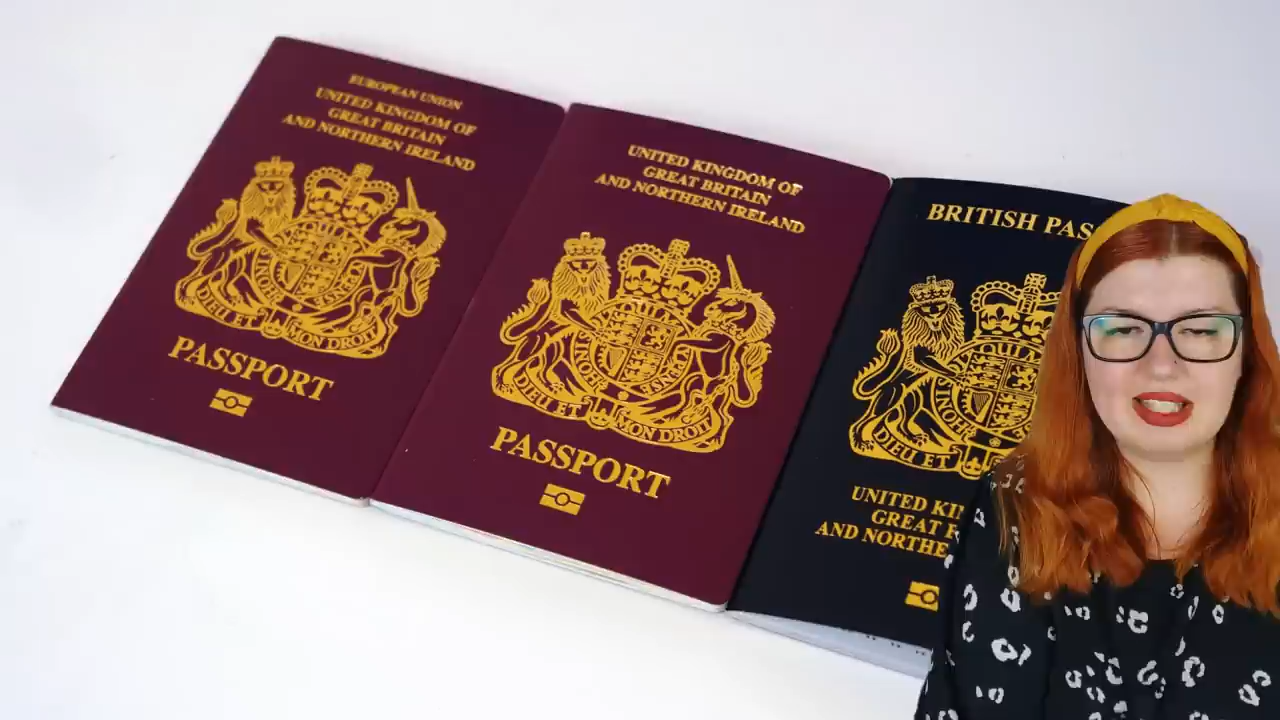 EUROPEAN UNION
UNITED KINGDOM OF
GREAT BRITAIN
AND NORTHERN IRELAND
DIEU ET MON DROIT
PASSPORT
UNITED KINGDOM OF
GREAT BRITAIN
AND NORTHERN IRELAND
DIEU ET MON DROIT
PASSPORT
BRITISH PAS
DIEU ET
UNITED KIN
GREAT
AND NORTHE